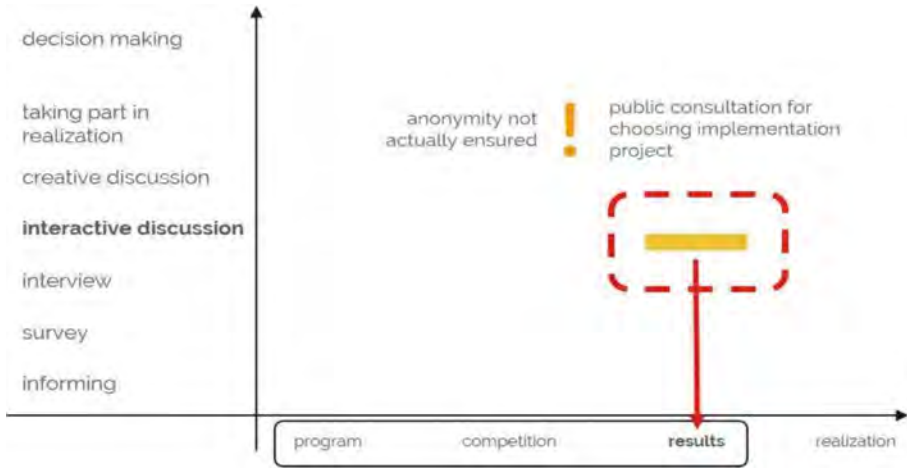 decision making
taking part in
realization
creative discussion
interactive discussion
interview
survey
informing
anonymity not
actually ensured
!
public consultation for
choosing implementation
project
program
competition
results
realization